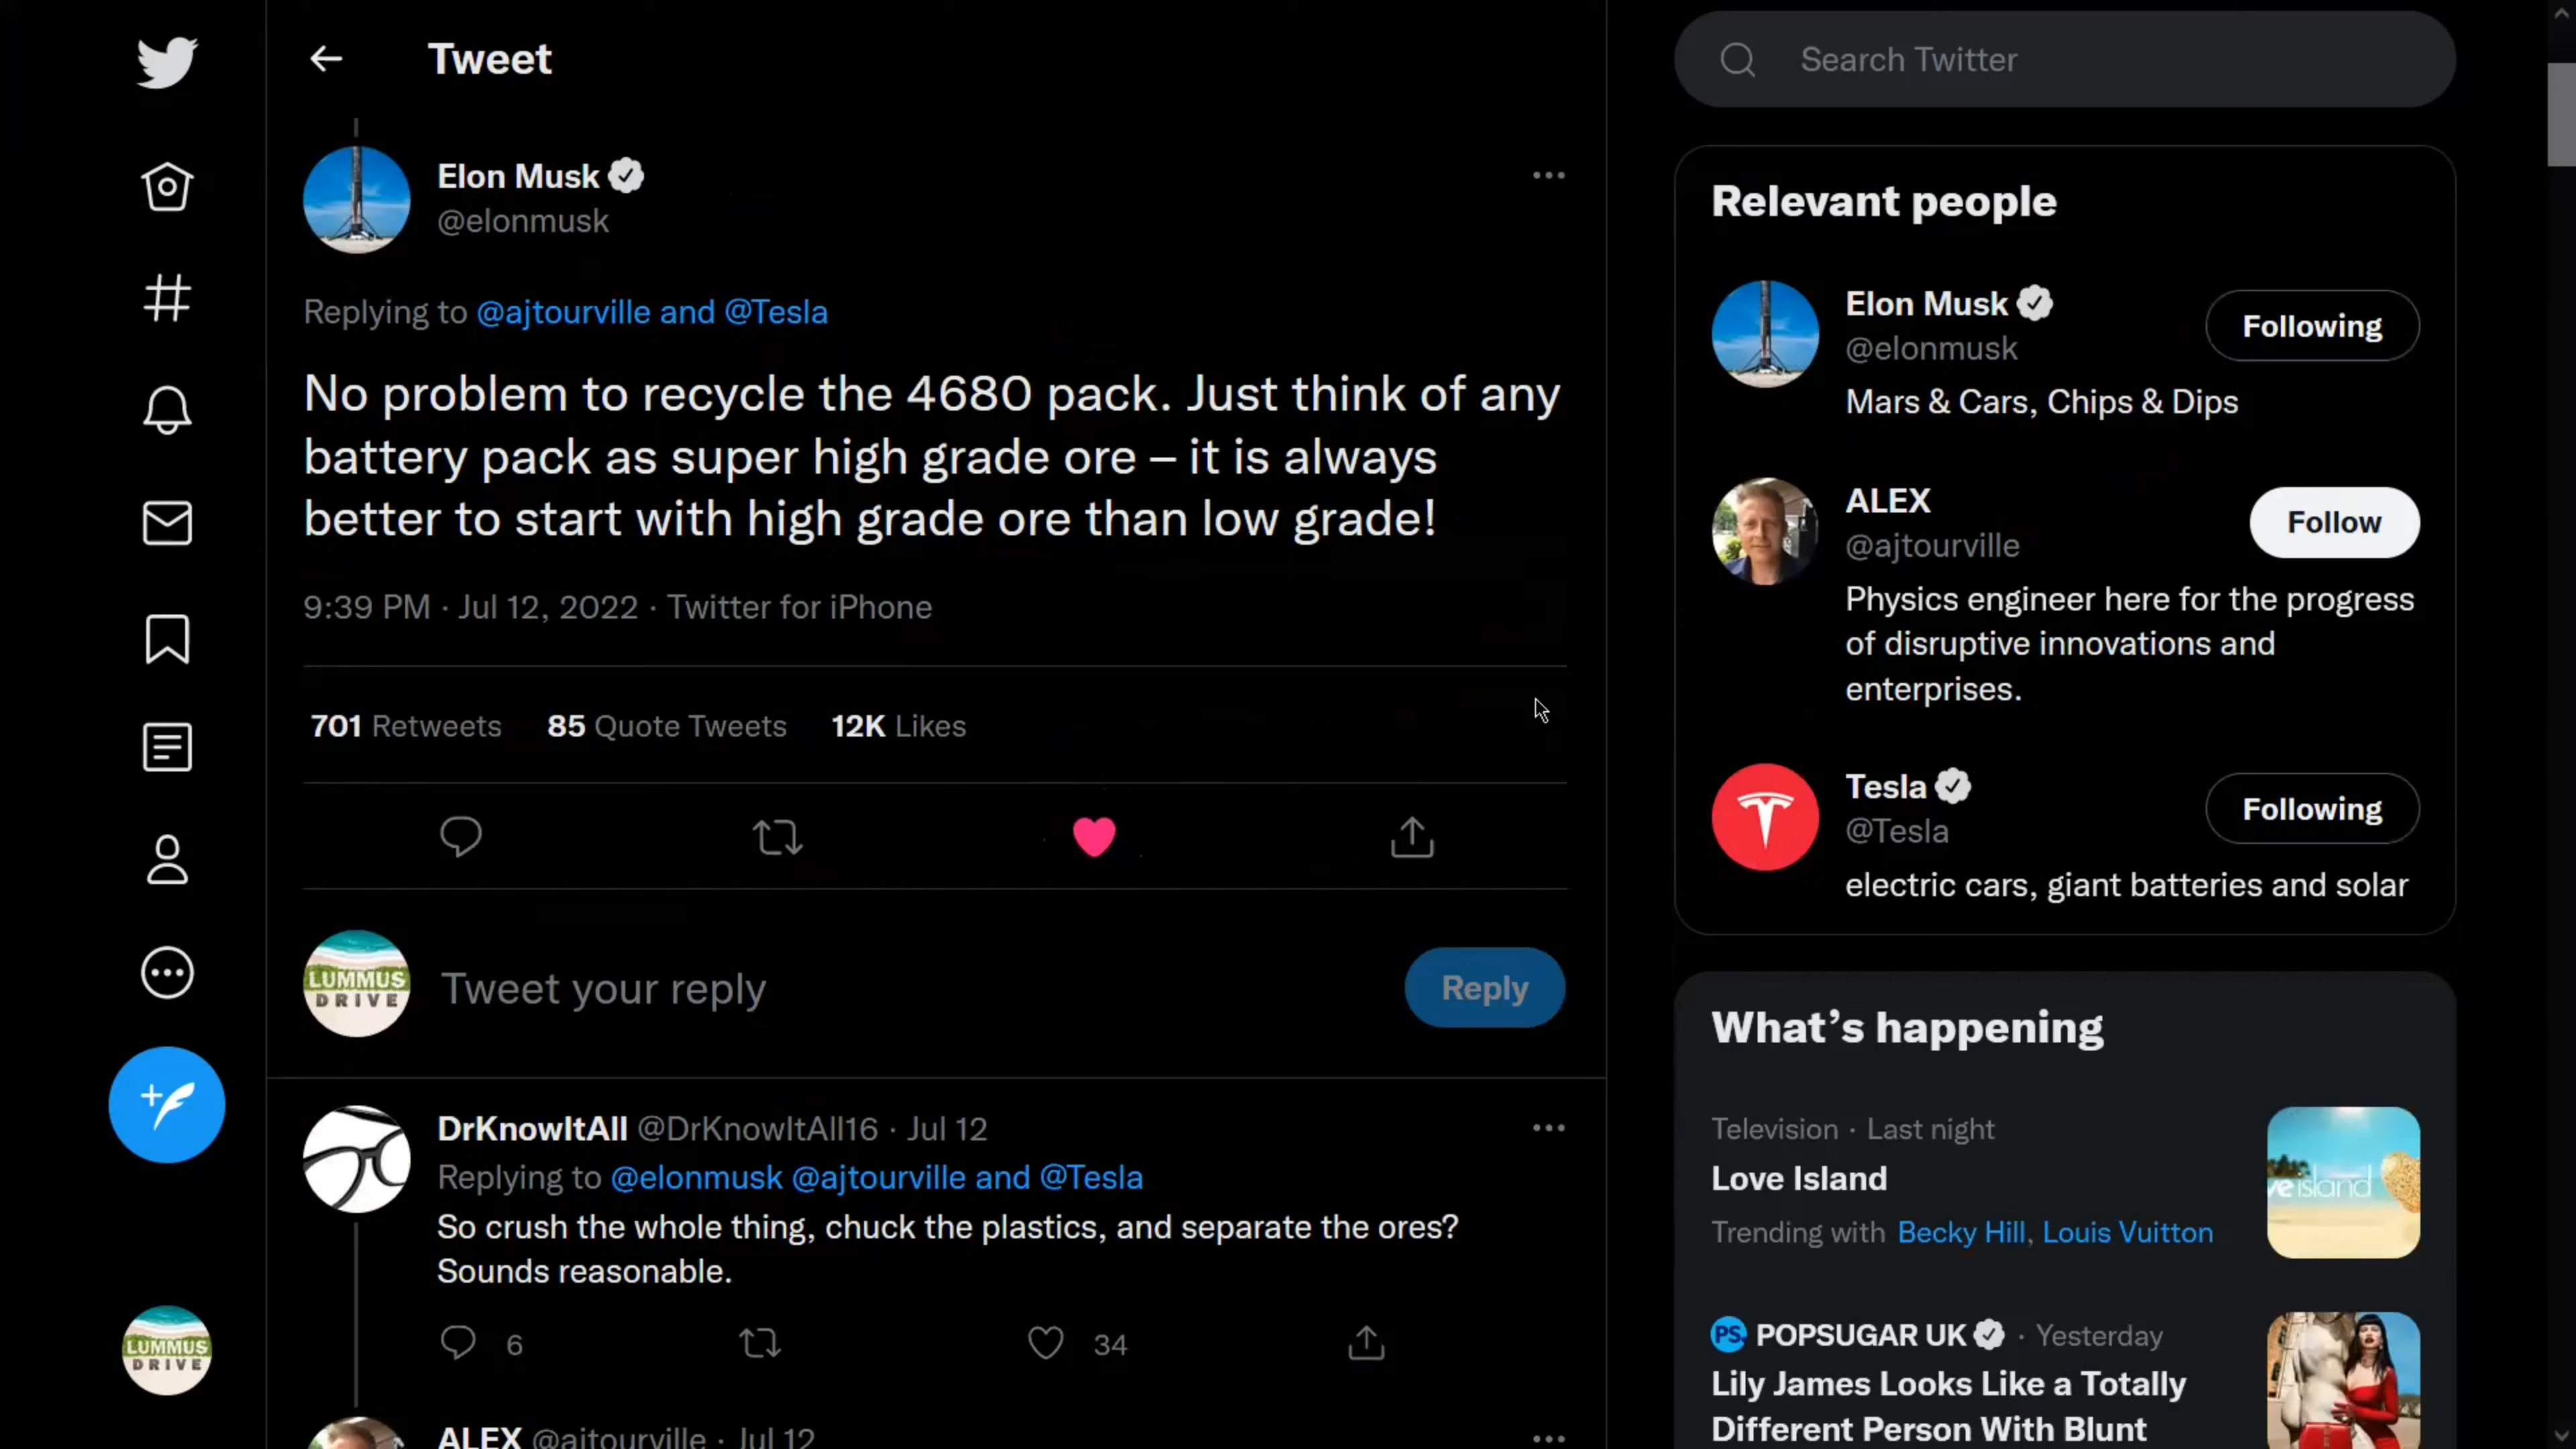 Tweet
Elon Musk
@elonmusk
Replying to @ajtourville and @Tesla
No problem to recycle the 4680 pack. Just think of any
battery pack as super high grade ore – it is always
better to start with high grade ore than low grade!
9:39 PM · Jul 12, 2022 · Twitter for iPhone
701 Retweets 85 Quote Tweets 12K Likes
LUMMUS
DRIVE
Tweet your reply
Reply
DrKnowItAll @DrKnowItAll16 · Jul 12
Replying to @elonmusk @ajtourville and @Tesla
So crush the whole thing, chuck the plastics, and separate the ores?
Sounds reasonable.
6 34
ALEX @ajtourville · Jul 12
LUMMUS
DRIVE
Search Twitter
Relevant people
Elon Musk
@elonmusk
Following
Mars & Cars, Chips & Dips
ALEX
@ajtourville
Follow
Physics engineer here for the progress
of disruptive innovations and
enterprises.
Tesla
@Tesla
Following
electric cars, giant batteries and solar
What's happening
Television · Last night
Love Island
Trending with Becky Hill, Louis Vuitton
ve island
PS POPSUGAR UK · Yesterday
Lily James Looks Like a Totally
Different Person With Blunt